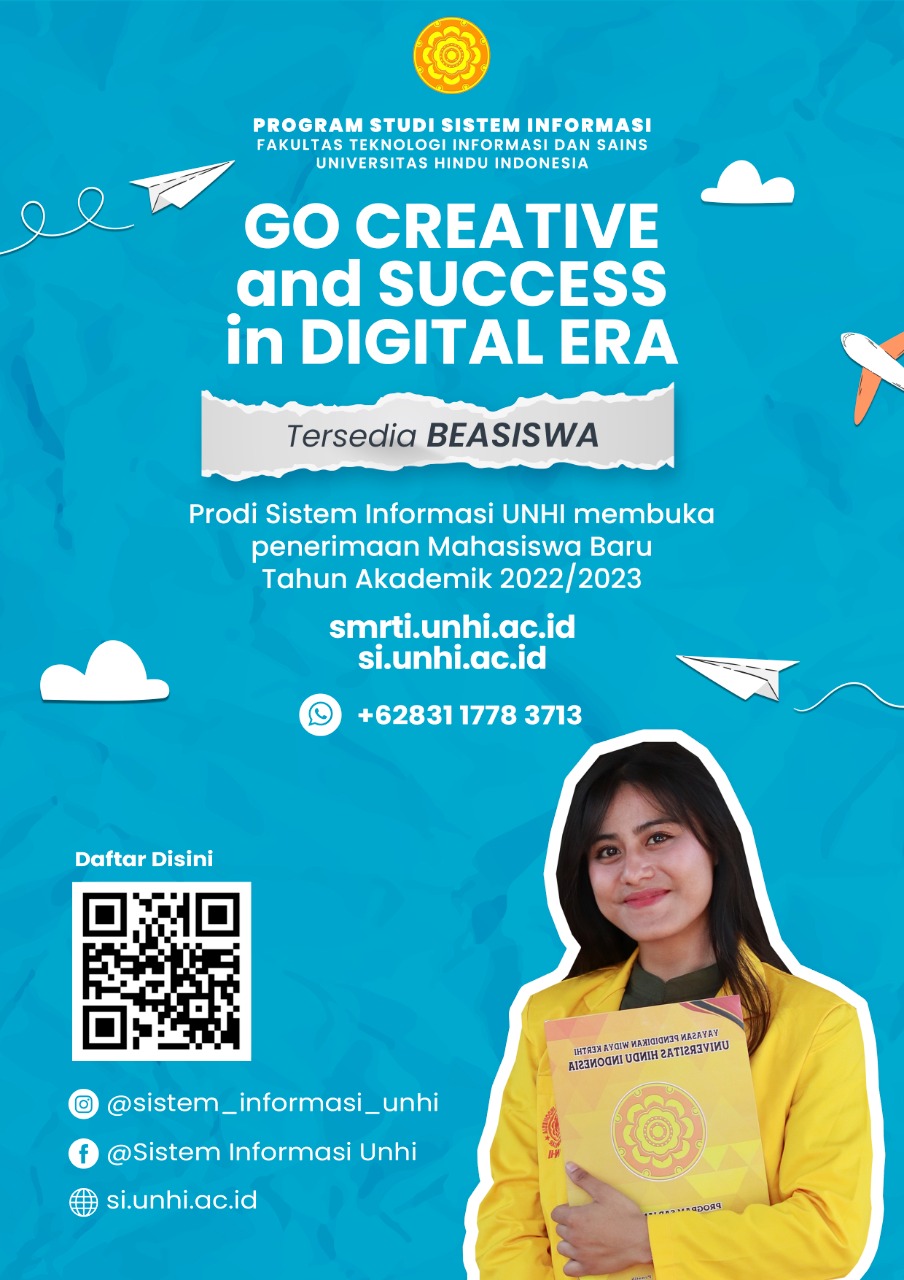 PROGRAM STUDI SISTEM INFORMASI
FAKULTAS TEKNOLOGI INFORMASI DAN SAINS
UNIVERSITAS HINDU INDONESIA
GO CREATIVE
and SUCCESS
in DIGITAL ERA
Tersedia BEASISWA
Prodi Sistem Informasi UNHI membuka
penerimaan Mahasiswa Baru
Tahun Akademik 2022/2023
smrti.unhi.ac.id
si.unhi.ac.id
+62831 1778 3713
Daftar Disini
@sistem_informasi_unhi
@Sistem Informasi Unhi
si.unhi.ac.id
YAYASAN PENDIDIKAN WIDYA KERTHI
UNIVERSITAS HINDU INDONESIA